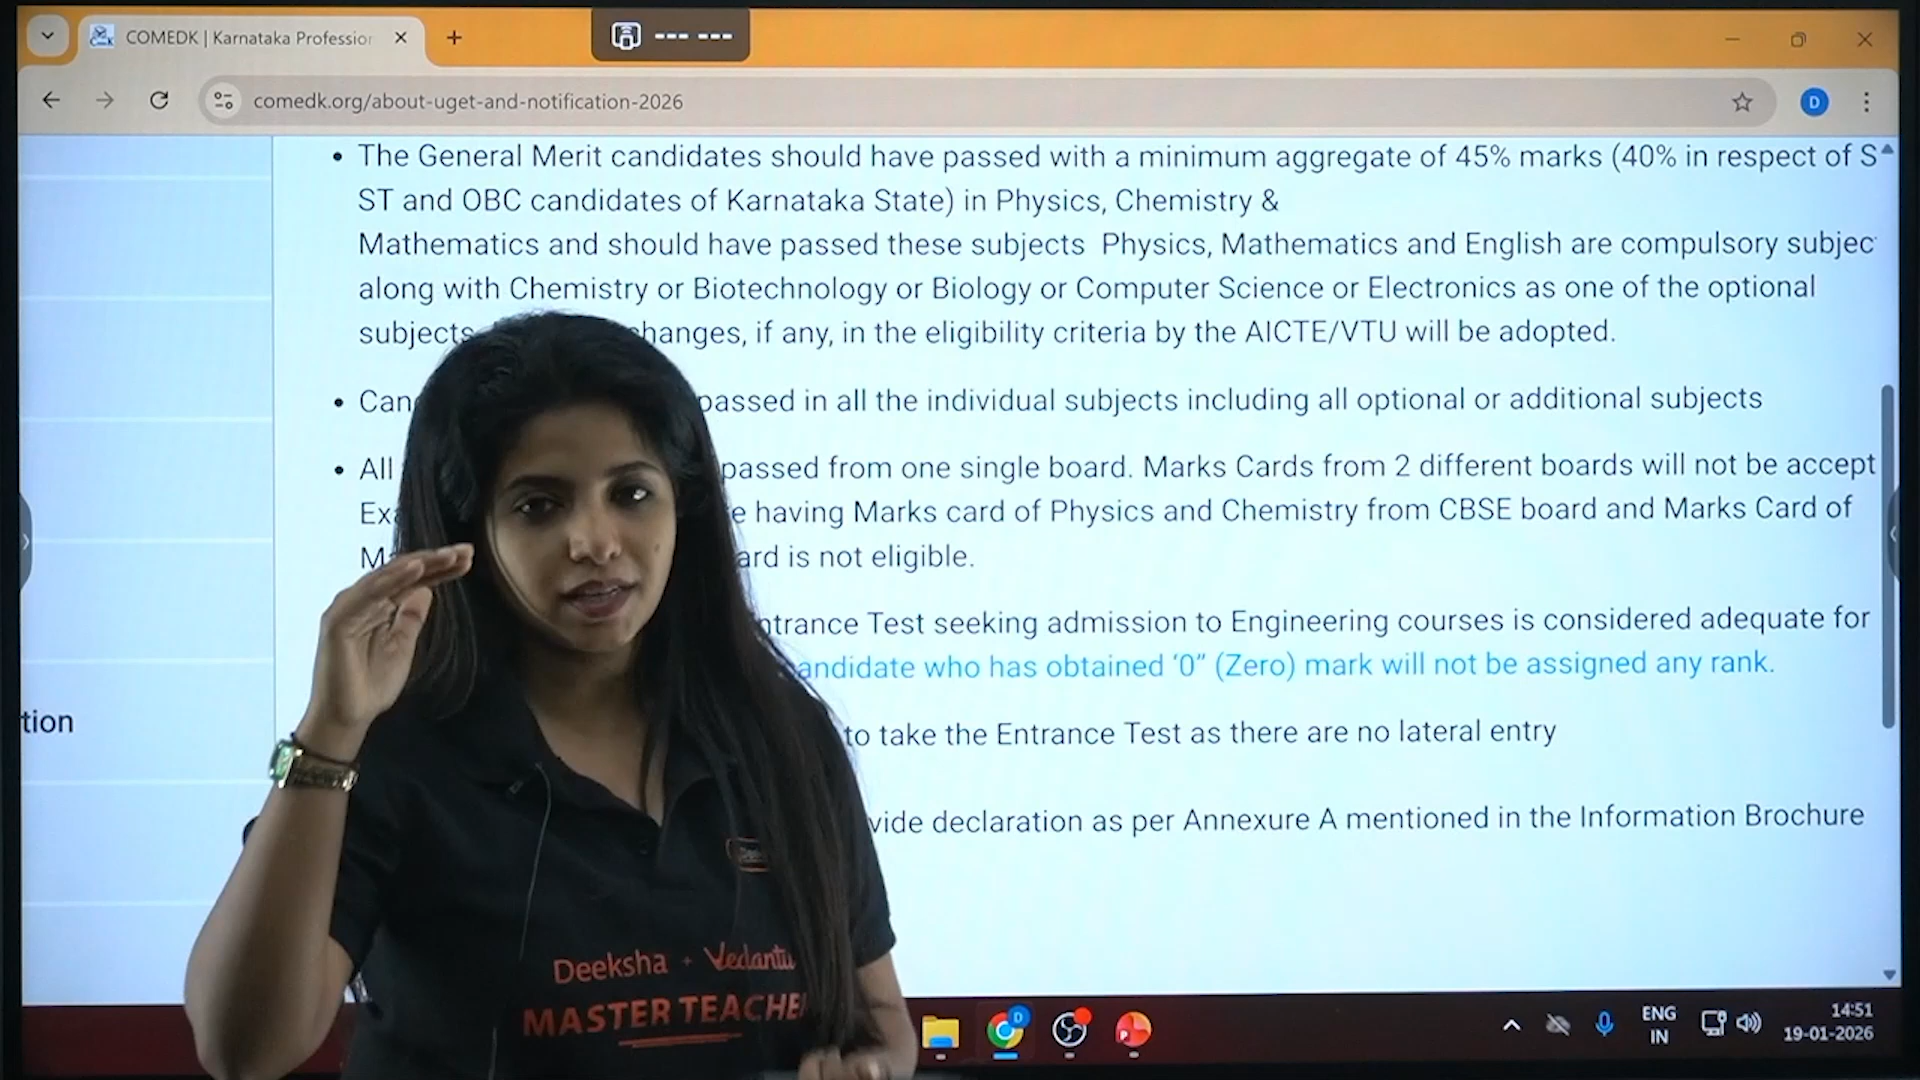 COMEDK | Karnataka Profession
--- ---
comedk.org/about-uget-and-notification-2026
D
The General Merit candidates should have passed with a minimum aggregate of 45% marks (40% in respect of S
ST and OBC candidates of Karnataka State) in Physics, Chemistry &
Mathematics and should have passed these subjects Physics, Mathematics and English are compulsory subjec
along with Chemistry or Biotechnology or Biology or Computer Science or Electronics as one of the optional
subjects hanges, if any, in the eligibility criteria by the AICTE/VTU will be adopted.
Can passed in all the individual subjects including all optional or additional subjects
All passed from one single board. Marks Cards from 2 different boards will not be accept
Exa e having Marks card of Physics and Chemistry from CBSE board and Marks Card of
Ma ard is not eligible.
ntrance Test seeking admission to Engineering courses is considered adequate for
andidate who has obtained ‘0” (Zero) mark will not be assigned any rank.
tion
to take the Entrance Test as there are no lateral entry
vide declaration as per Annexure A mentioned in the Information Brochure
Deeksha + Vedantu
MASTER TEACHE
D
ENG
IN
14:51
19-01-2026